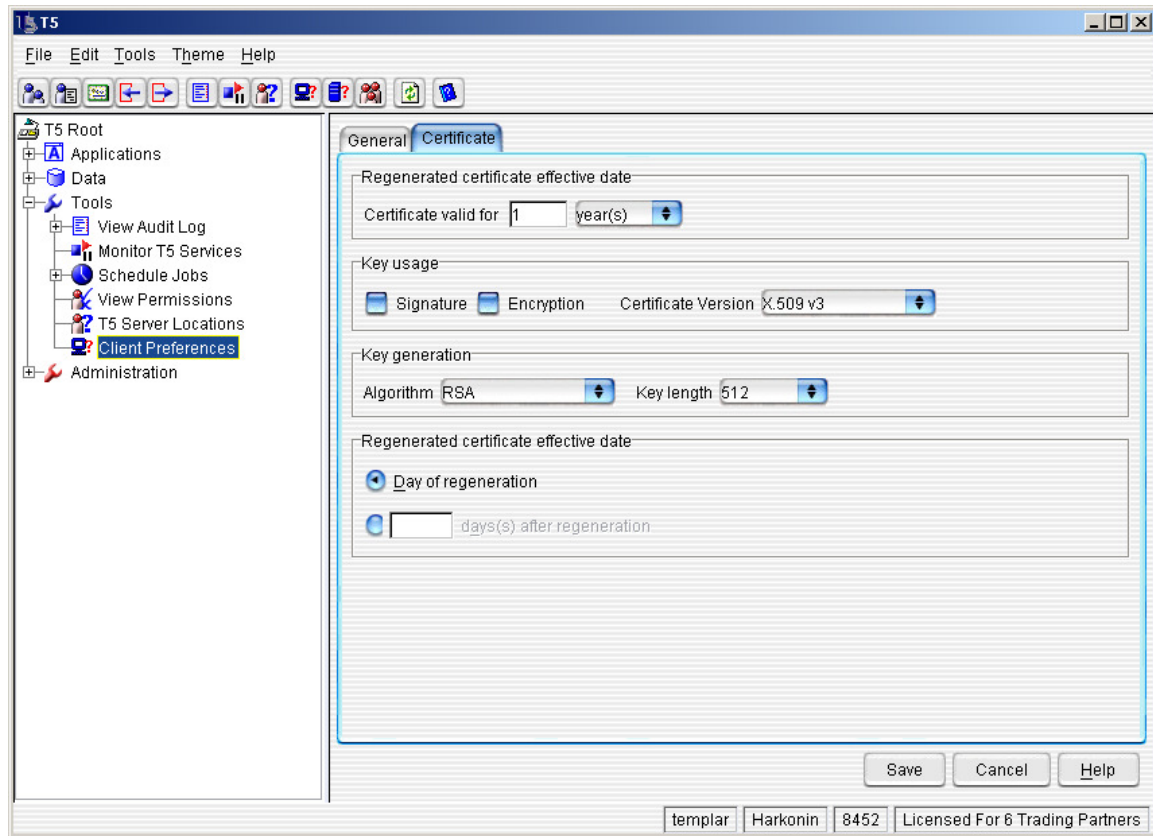 T5
File Edit Tools Theme Help
T5 Root
Applications
Data
Tools
View Audit Log
Monitor T5 Services
Schedule Jobs
View Permissions
T5 Server Locations
Client Preferences
Administration
General Certificate
Regenerated certificate effective date
Certificate valid for 1 year(s)
Key usage
Signature Encryption Certificate Version X.509 v3
Key generation
Algorithm RSA Key length 512
Regenerated certificate effective date
Day of regeneration
days(s) after regeneration
Save Cancel Help
templar Harkonin 8452 Licensed For 6 Trading Partners